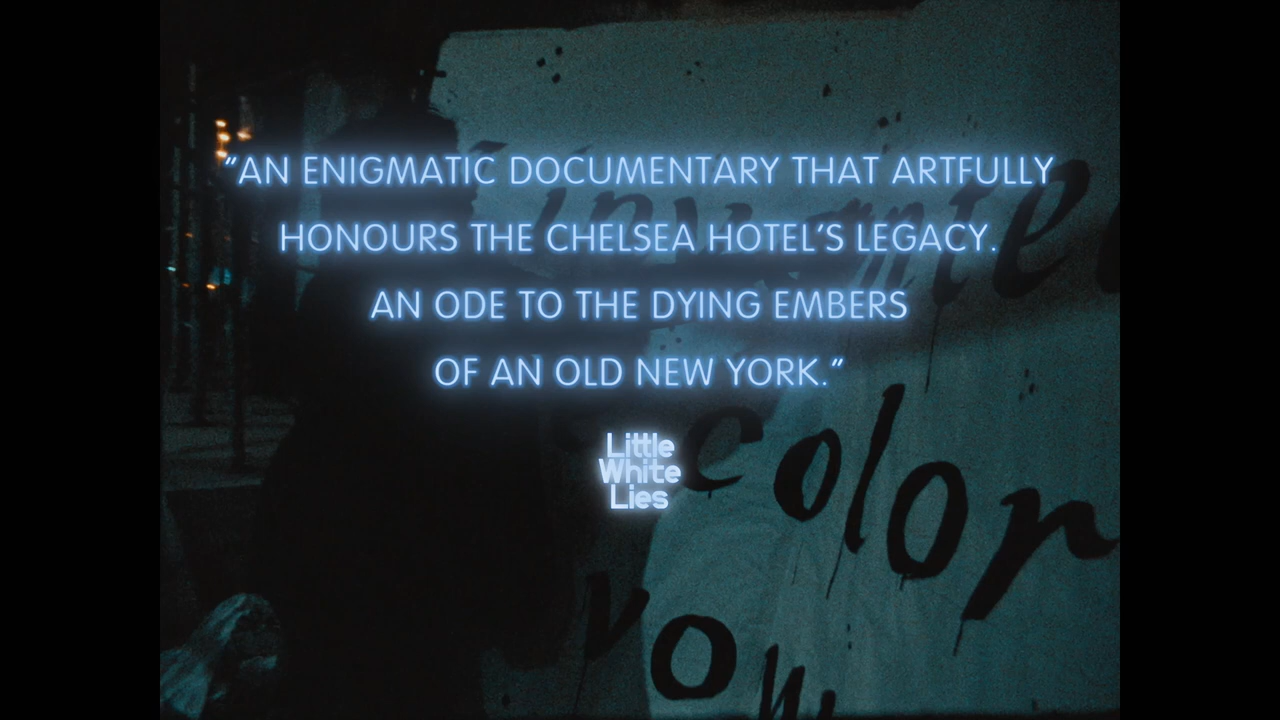 "AN ENIGMATIC DOCUMENTARY THAT ARTFULLY
HONOURS THE CHELSEA HOTEL'S LEGACY.
AN ODE TO THE DYING EMBERS
OF AN OLD NEW YORK."
Little
White
Lies
color